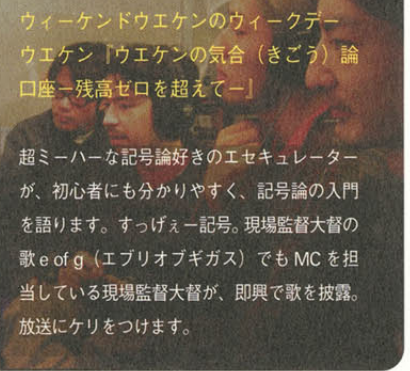 ウィーケンドウエケンのウィークデー
ウエケン『ウエケンの気合（きごう）論
口座ー残高ゼロを超えてー』
超ミーハーな記号論好きのエセキュレーター
が、初心者にも分かりやすく、記号論の入門
を語ります。すっげぇー記号。現場監督大督の
歌e of g（エブリオブギガス）でもMCを担
当している現場監督大督が、即興で歌を披露。
放送にケリをつけます。